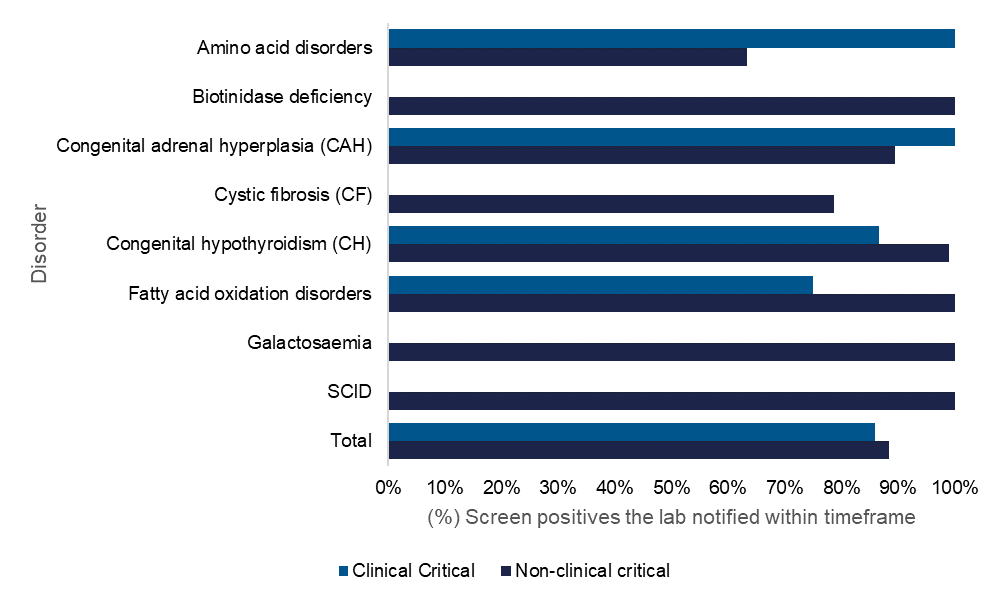 Disorder
Amino acid disorders
Biotinidase deficiency
Congenital adrenal hyperplasia (CAH)
Cystic fibrosis (CF)
Congenital hypothyroidism (CH)
Fatty acid oxidation disorders
Galactosaemia
SCID
Total
0% 10% 20% 30% 40% 50% 60% 70% 80% 90% 100%
(%) Screen positives the lab notified within timeframe
Clinical Critical Non-clinical critical